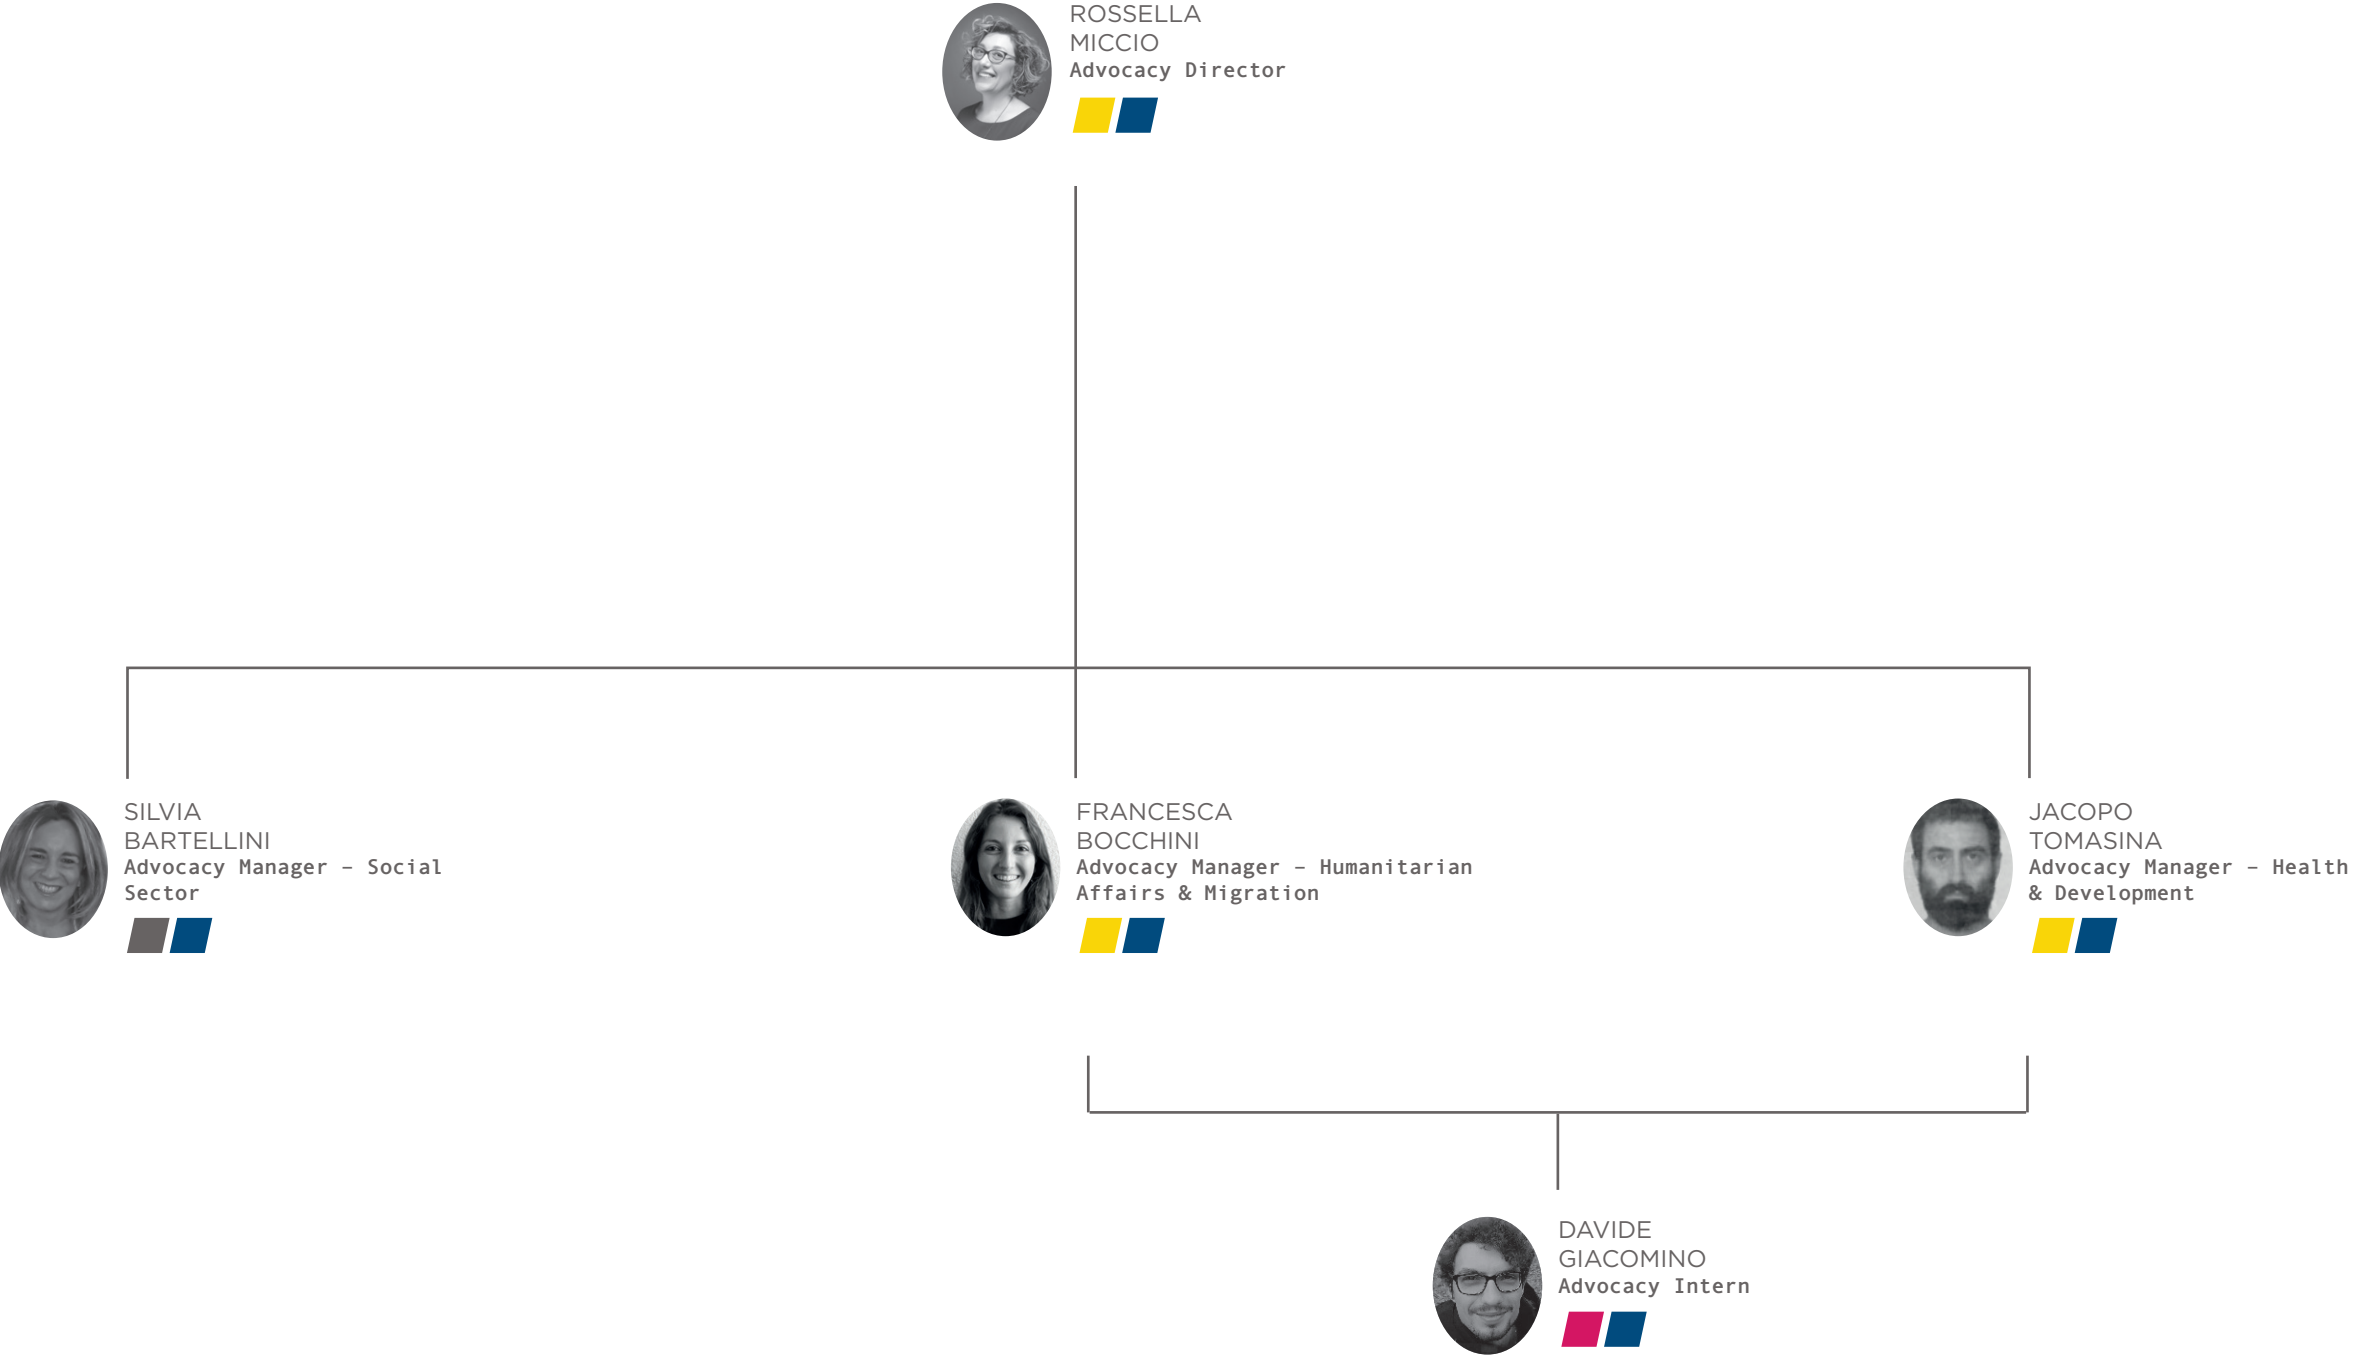 ROSSELLA
MICCIO
Advocacy Director
SILVIA
BARTELLINI
Advocacy Manager – Social
Sector
FRANCESCA
BOCCHINI
Advocacy Manager – Humanitarian
Affairs & Migration
JACOPO
TOMASINA
Advocacy Manager – Health
& Development
DAVIDE
GIACOMINO
Advocacy Intern